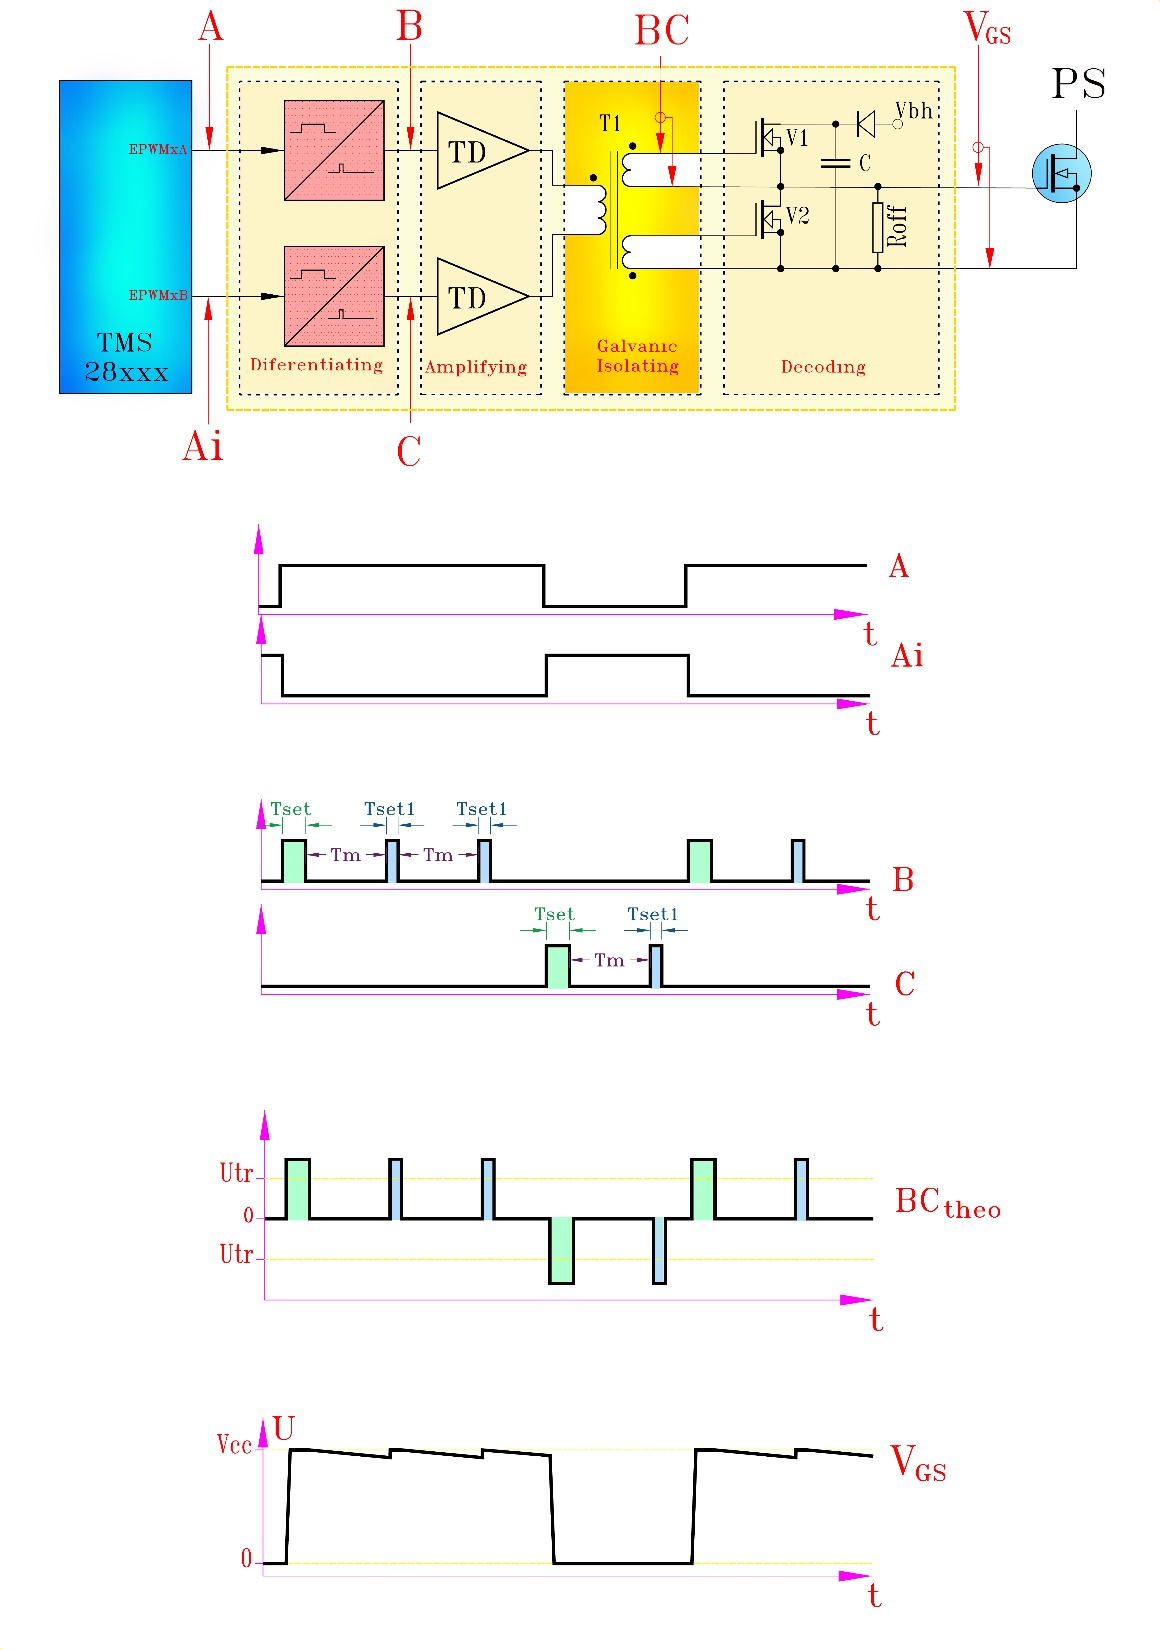 A
B
BC
VGS
PS
EPWMxA
TD
T1
V1
Vbh
C
V2
Roff
EPWMxB
TD
TMS
28xxx
Diferentiating
Amplifying
Galvanic
Isolating
Decoding
Ai
C
A
t
Ai
t
Tset
Tset1
Tset1
Tm
Tm
B
t
Tset
Tset1
Tm
C
t
Utr
0
Utr
BCtheo
t
U
Vcc
VGS
0
t